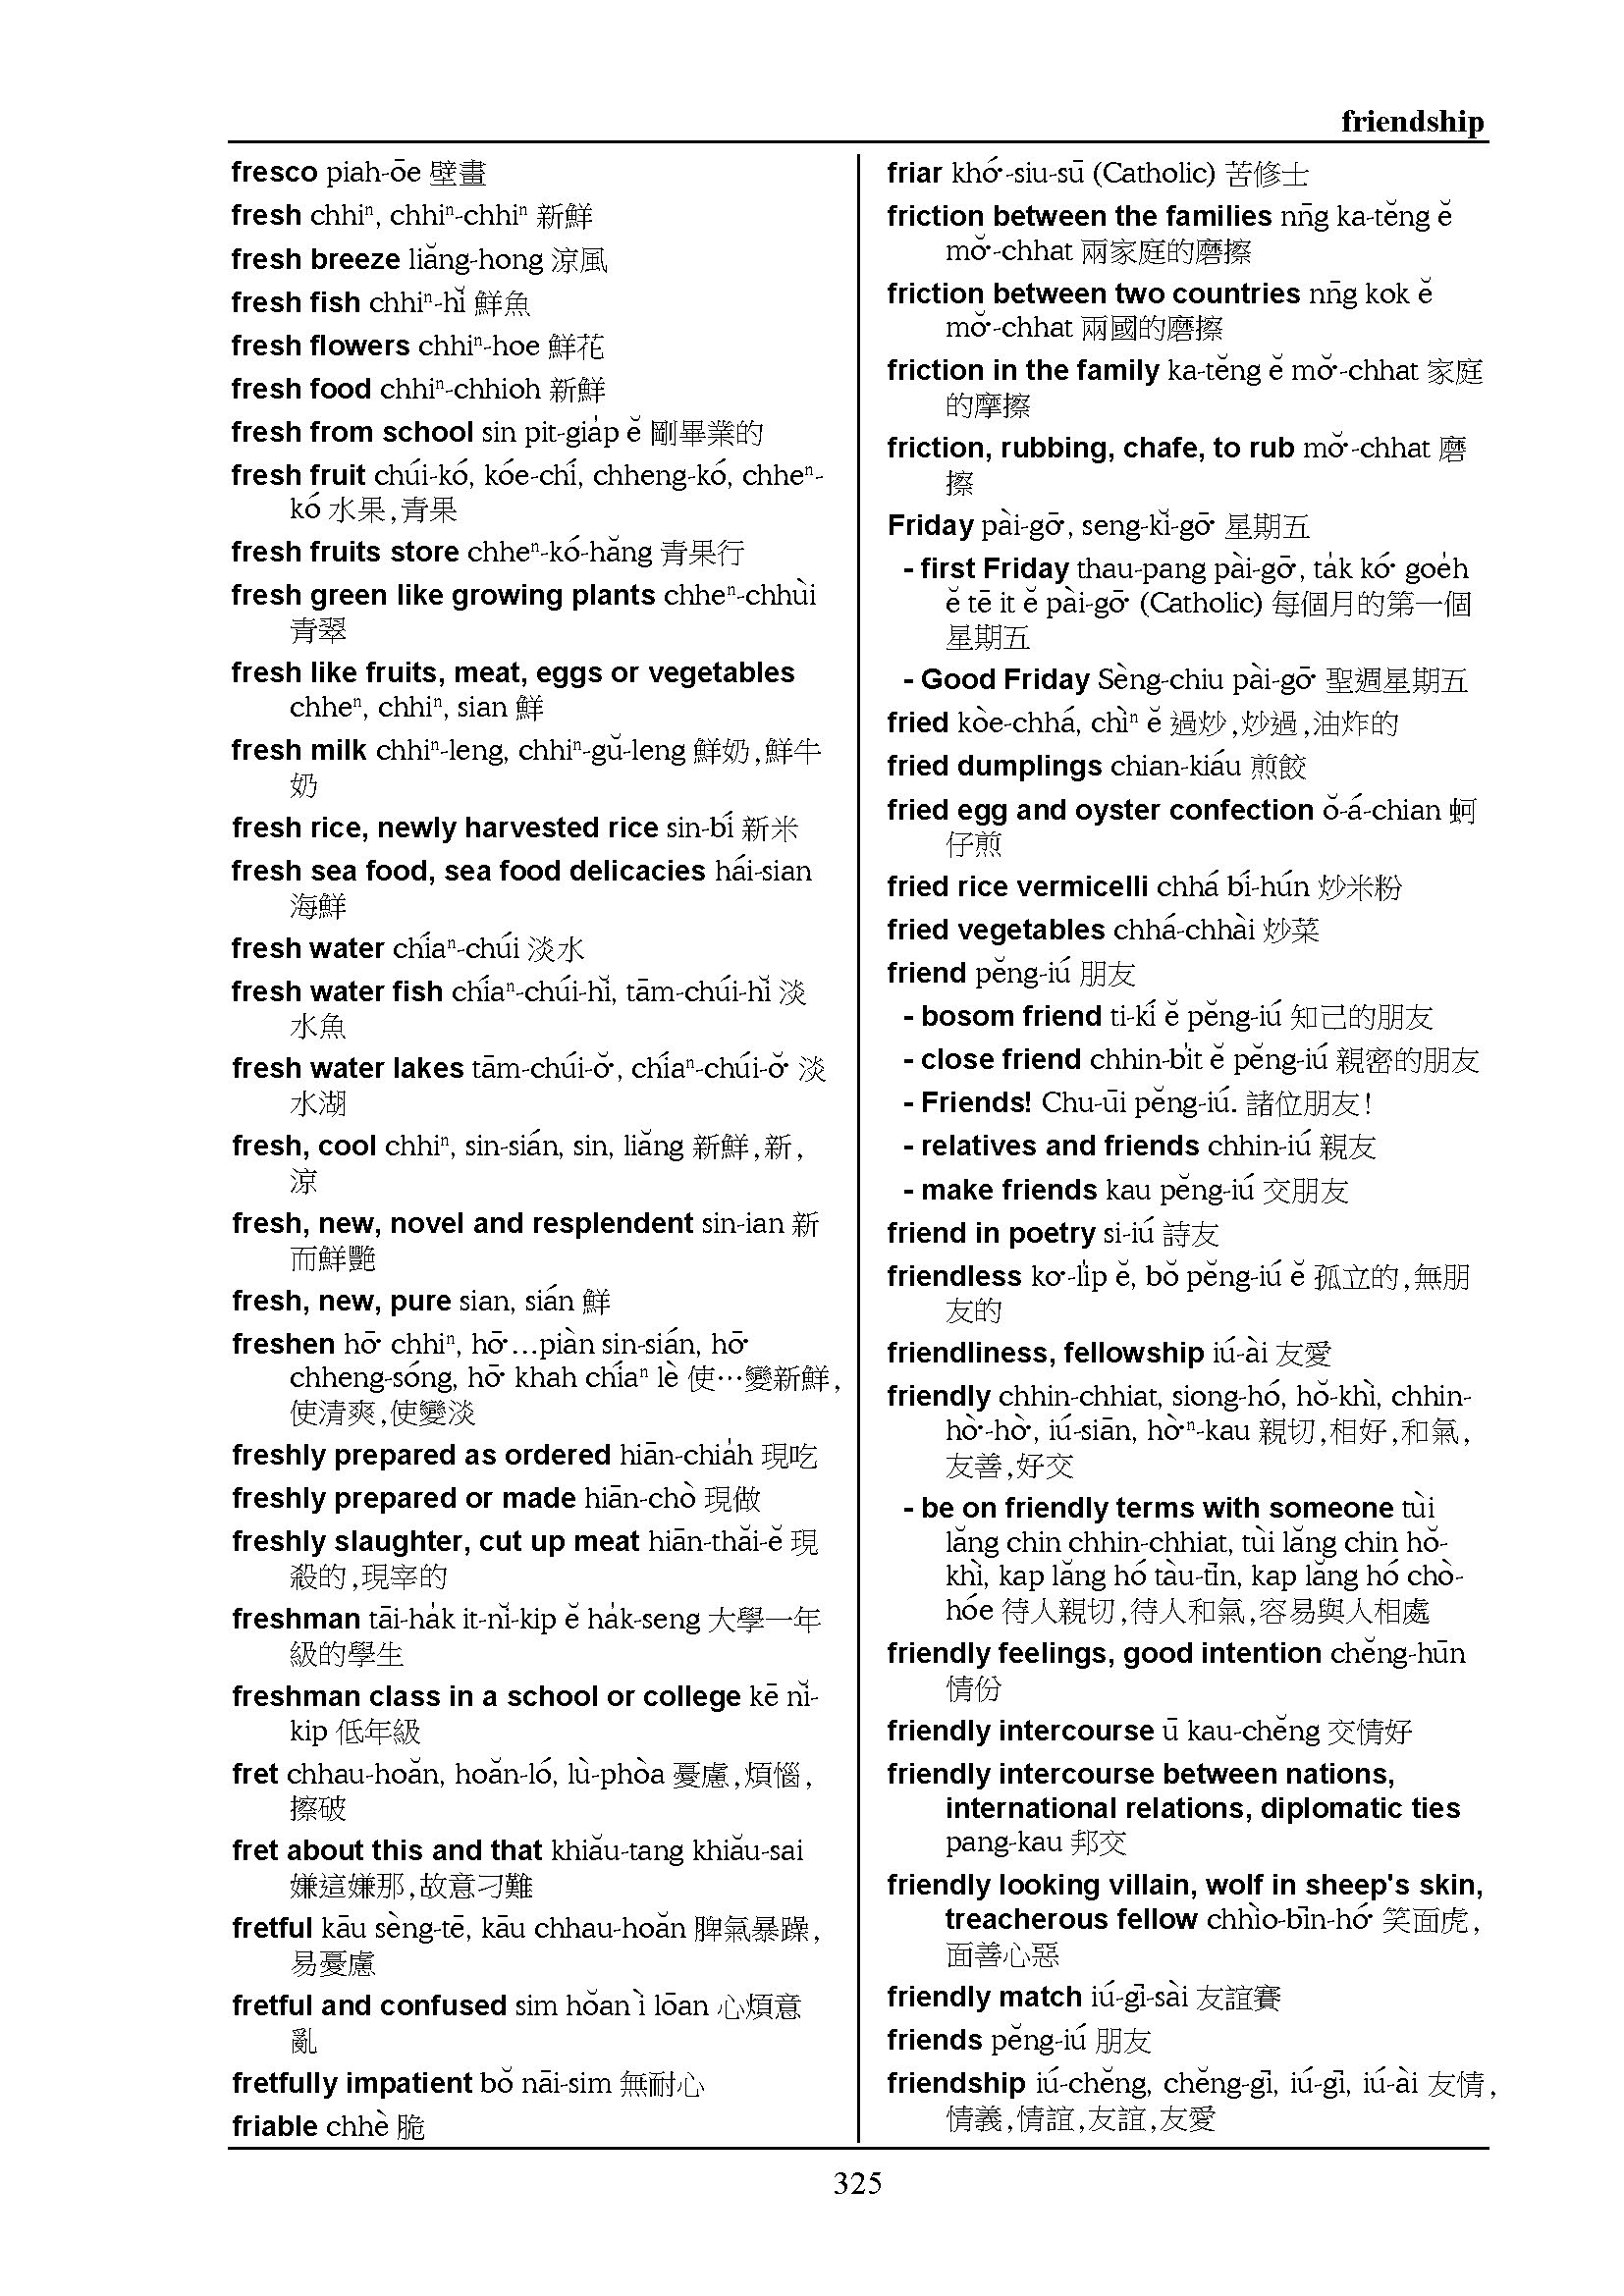 friendship
fresco piah-ōe 壁畫
fresh chhiⁿ, chhiⁿ-chhiⁿ 新鮮
fresh breeze liăng-hong 涼風
fresh fish chhiⁿ-hĭ 鮮魚
fresh flowers chhiⁿ-hoe 鮮花
fresh food chhiⁿ-chhioh 新鮮
fresh from school sin pit-gia̍p ĕ 剛畢業的
fresh fruit chúi-kó, kóe-chí, chheng-kó, chheⁿ-
kó 水果,青果
fresh fruits store chheⁿ-kó-hăng 青果行
fresh green like growing plants chheⁿ-chhùi
青翠
fresh like fruits, meat, eggs or vegetables
chheⁿ, chhiⁿ, sian 鮮
fresh milk chhiⁿ-leng, chhiⁿ-gŭ-leng 鮮奶,鮮牛
奶
fresh rice, newly harvested rice sin-bí 新米
fresh sea food, sea food delicacies hái-sian
海鮮
fresh water chíaⁿ-chúi 淡水
fresh water fish chíaⁿ-chúi-hĭ, tām-chúi-hĭ 淡
水魚
fresh water lakes tām-chúi-ŏ͘, chíaⁿ-chúi-ŏ͘ 淡
水湖
fresh, cool chhiⁿ, sin-sián, sin, liăng 新鮮,新,
涼
fresh, new, novel and resplendent sin-ian 新
而鮮艷
fresh, new, pure sian, sián 鮮
freshen hō͘ chhiⁿ, hō͘…piàn sin-sián, hō͘
chheng-sóng, hō͘ khah chíaⁿ lè 使…變新鮮,
使清爽,使變淡
freshly prepared as ordered hiān-chia̍h 現吃
freshly prepared or made hiān-chò 現做
freshly slaughter, cut up meat hiān-thăi-ĕ 現
殺的,現宰的
freshman tāi-ha̍k it-nĭ-kip ĕ ha̍k-seng 大學一年
級的學生
freshman class in a school or college kē nĭ-
kip 低年級
fret chhau-hoăn, hoăn-ló, lù-phòa 憂慮,煩惱,
擦破
fret about this and that khiău-tang khiău-sai
嫌這嫌那,故意刁難
fretful kāu sèng-tē, kāu chhau-hoăn 脾氣暴躁,
易憂慮
fretful and confused sim hŏan ì lōan 心煩意
亂
fretfully impatient bŏ nāi-sim 無耐心
friable chhè 脆
friar khó͘-siu-sū (Catholic) 苦修士
friction between the families nn̄g ka-tĕng ĕ
mŏ͘-chhat 兩家庭的磨擦
friction between two countries nn̄g kok ĕ
mŏ͘-chhat 兩國的磨擦
friction in the family ka-tĕng ĕ mŏ͘-chhat 家庭
的摩擦
friction, rubbing, chafe, to rub mŏ͘-chhat 磨
擦
Friday pài-gō͘, seng-kĭ-gō͘ 星期五
- first Friday thau-pang pài-gō͘, ta̍k kó͘ goe̍h
ĕ tē it ĕ pài-gō͘ (Catholic) 每個月的第一個
星期五
- Good Friday Sèng-chiu pài-gō͘ 聖週星期五
fried kòe-chhá, chìⁿ ĕ 過炒,炒過,油炸的
fried dumplings chian-kiáu 煎餃
fried egg and oyster confection ŏ-á-chian 蚵
仔煎
fried rice vermicelli chhá bí-hún 炒米粉
fried vegetables chhá-chhài 炒菜
friend pĕng-iú 朋友
- bosom friend ti-kí ĕ pĕng-iú 知己的朋友
- close friend chhin-bi̍t ĕ pĕng-iú 親密的朋友
- Friends! Chu-ūi pĕng-iú. 諸位朋友!
- relatives and friends chhin-iú 親友
- make friends kau pĕng-iú 交朋友
friend in poetry si-iú 詩友
friendless ko͘-li̍p ĕ, bŏ pĕng-iú ĕ 孤立的,無朋
友的
friendliness, fellowship iú-ài 友愛
friendly chhin-chhiat, siong-hó, hŏ-khì, chhin-
hò͘-hò͘, iú-siān, hò͘ⁿ-kau 親切,相好,和氣,
友善,好交
- be on friendly terms with someone tùi
lăng chin chhin-chhiat, tùi lăng chin hŏ-
khì, kap lăng hó tàu-tīn, kap lăng hó chò-
hóe 待人親切,待人和氣,容易與人相處
friendly feelings, good intention chĕng-hūn
情份
friendly intercourse ū kau-chĕng 交情好
friendly intercourse between nations,
international relations, diplomatic ties
pang-kau 邦交
friendly looking villain, wolf in sheep's skin,
treacherous fellow chhìo-bīn-hó͘ 笑面虎,
面善心惡
friendly match iú-gī-sài 友誼賽
friends pĕng-iú 朋友
friendship iú-chĕng, chĕng-gī, iú-gī, iú-ài 友情,
情義,情誼,友誼,友愛
325